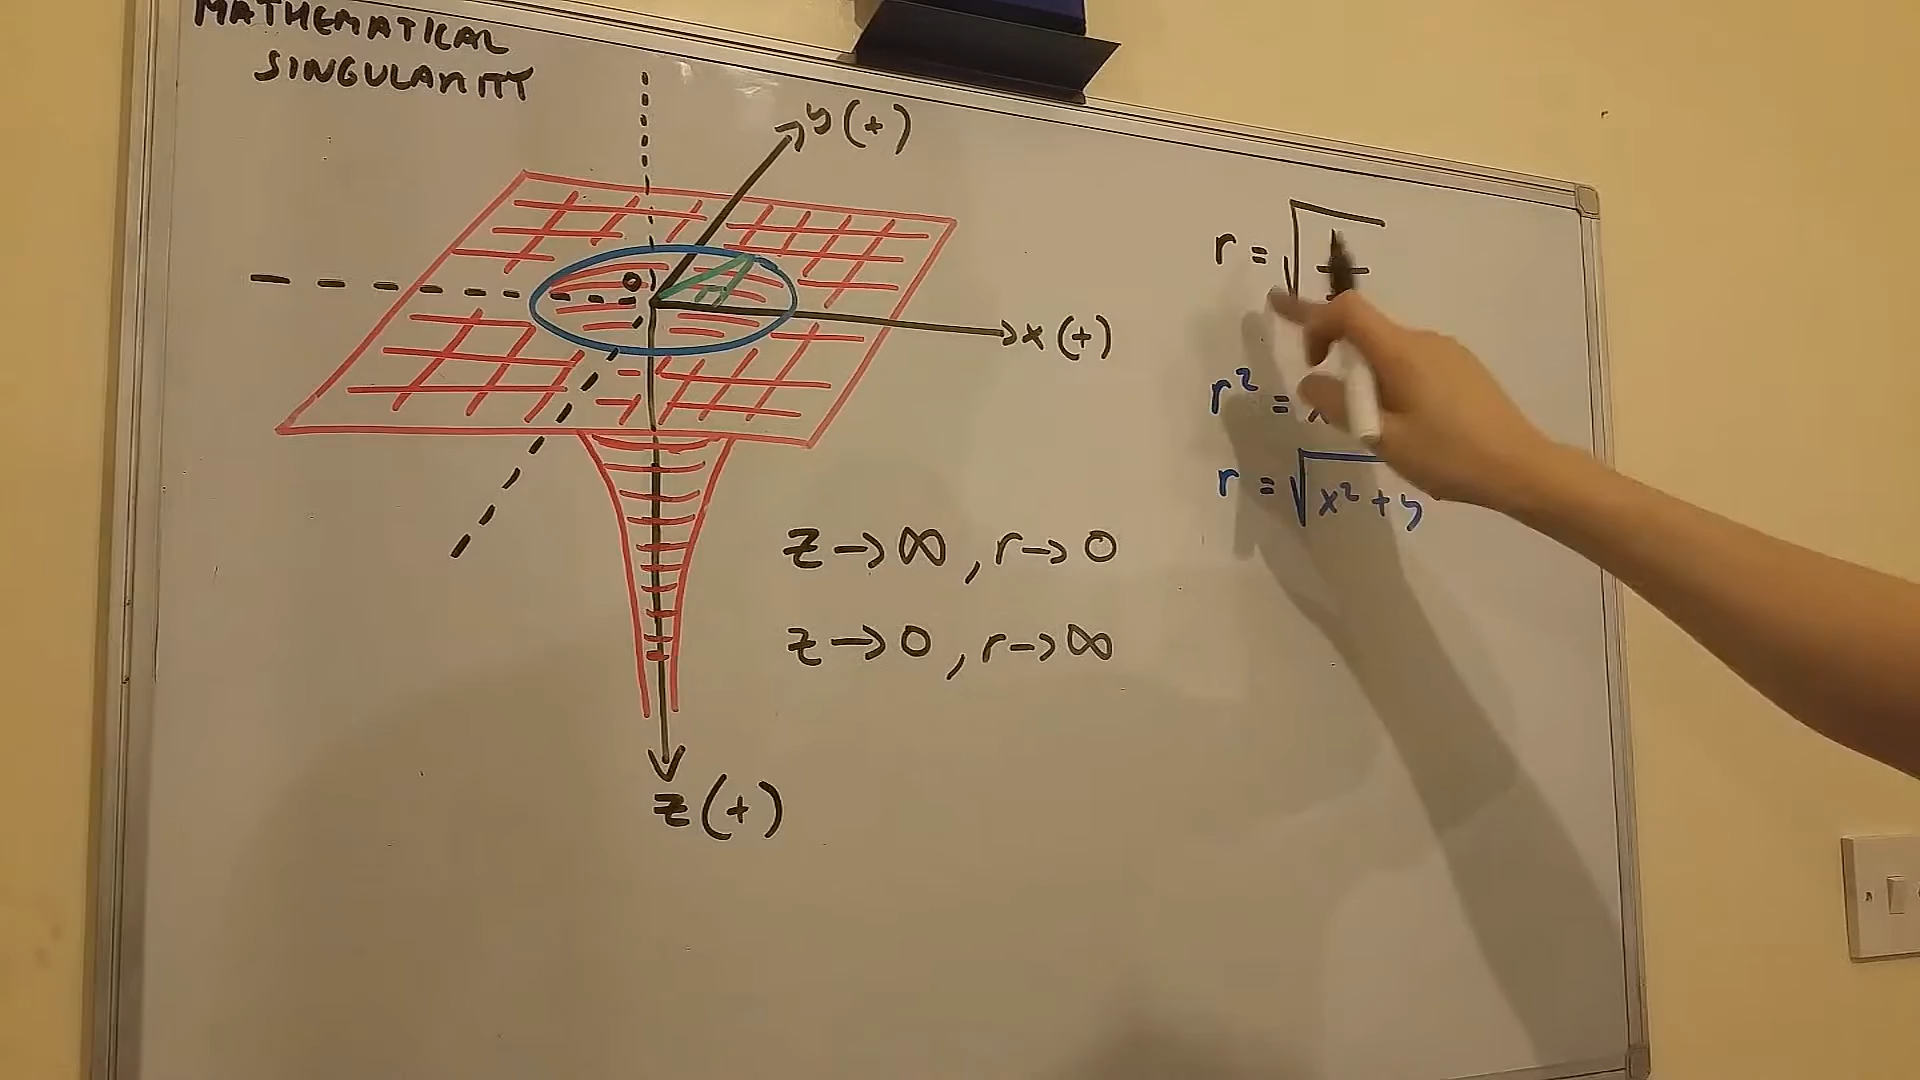 MATHEMATICAL
SINGULARITY
y (+)
O
x (+)
z (+)
z → ∞, r → 0
z → 0, r → ∞
r = √
r² = x
r = √x² + y